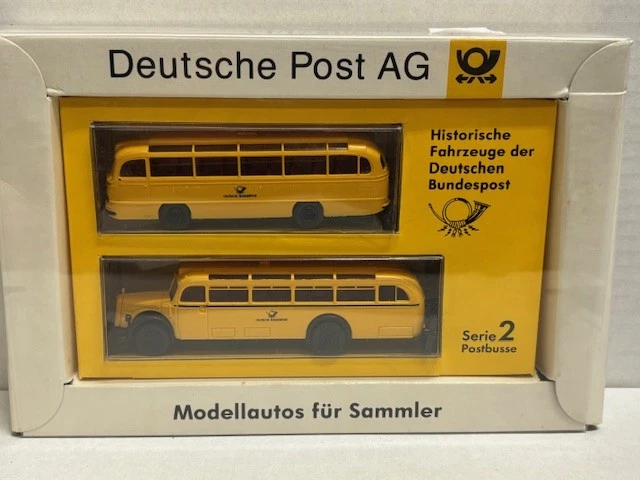 Deutsche Post AG
Historische
Fahrzeuge der
Deutschen
Bundespost
Serie 2
Postbusse
Modellautos für Sammler